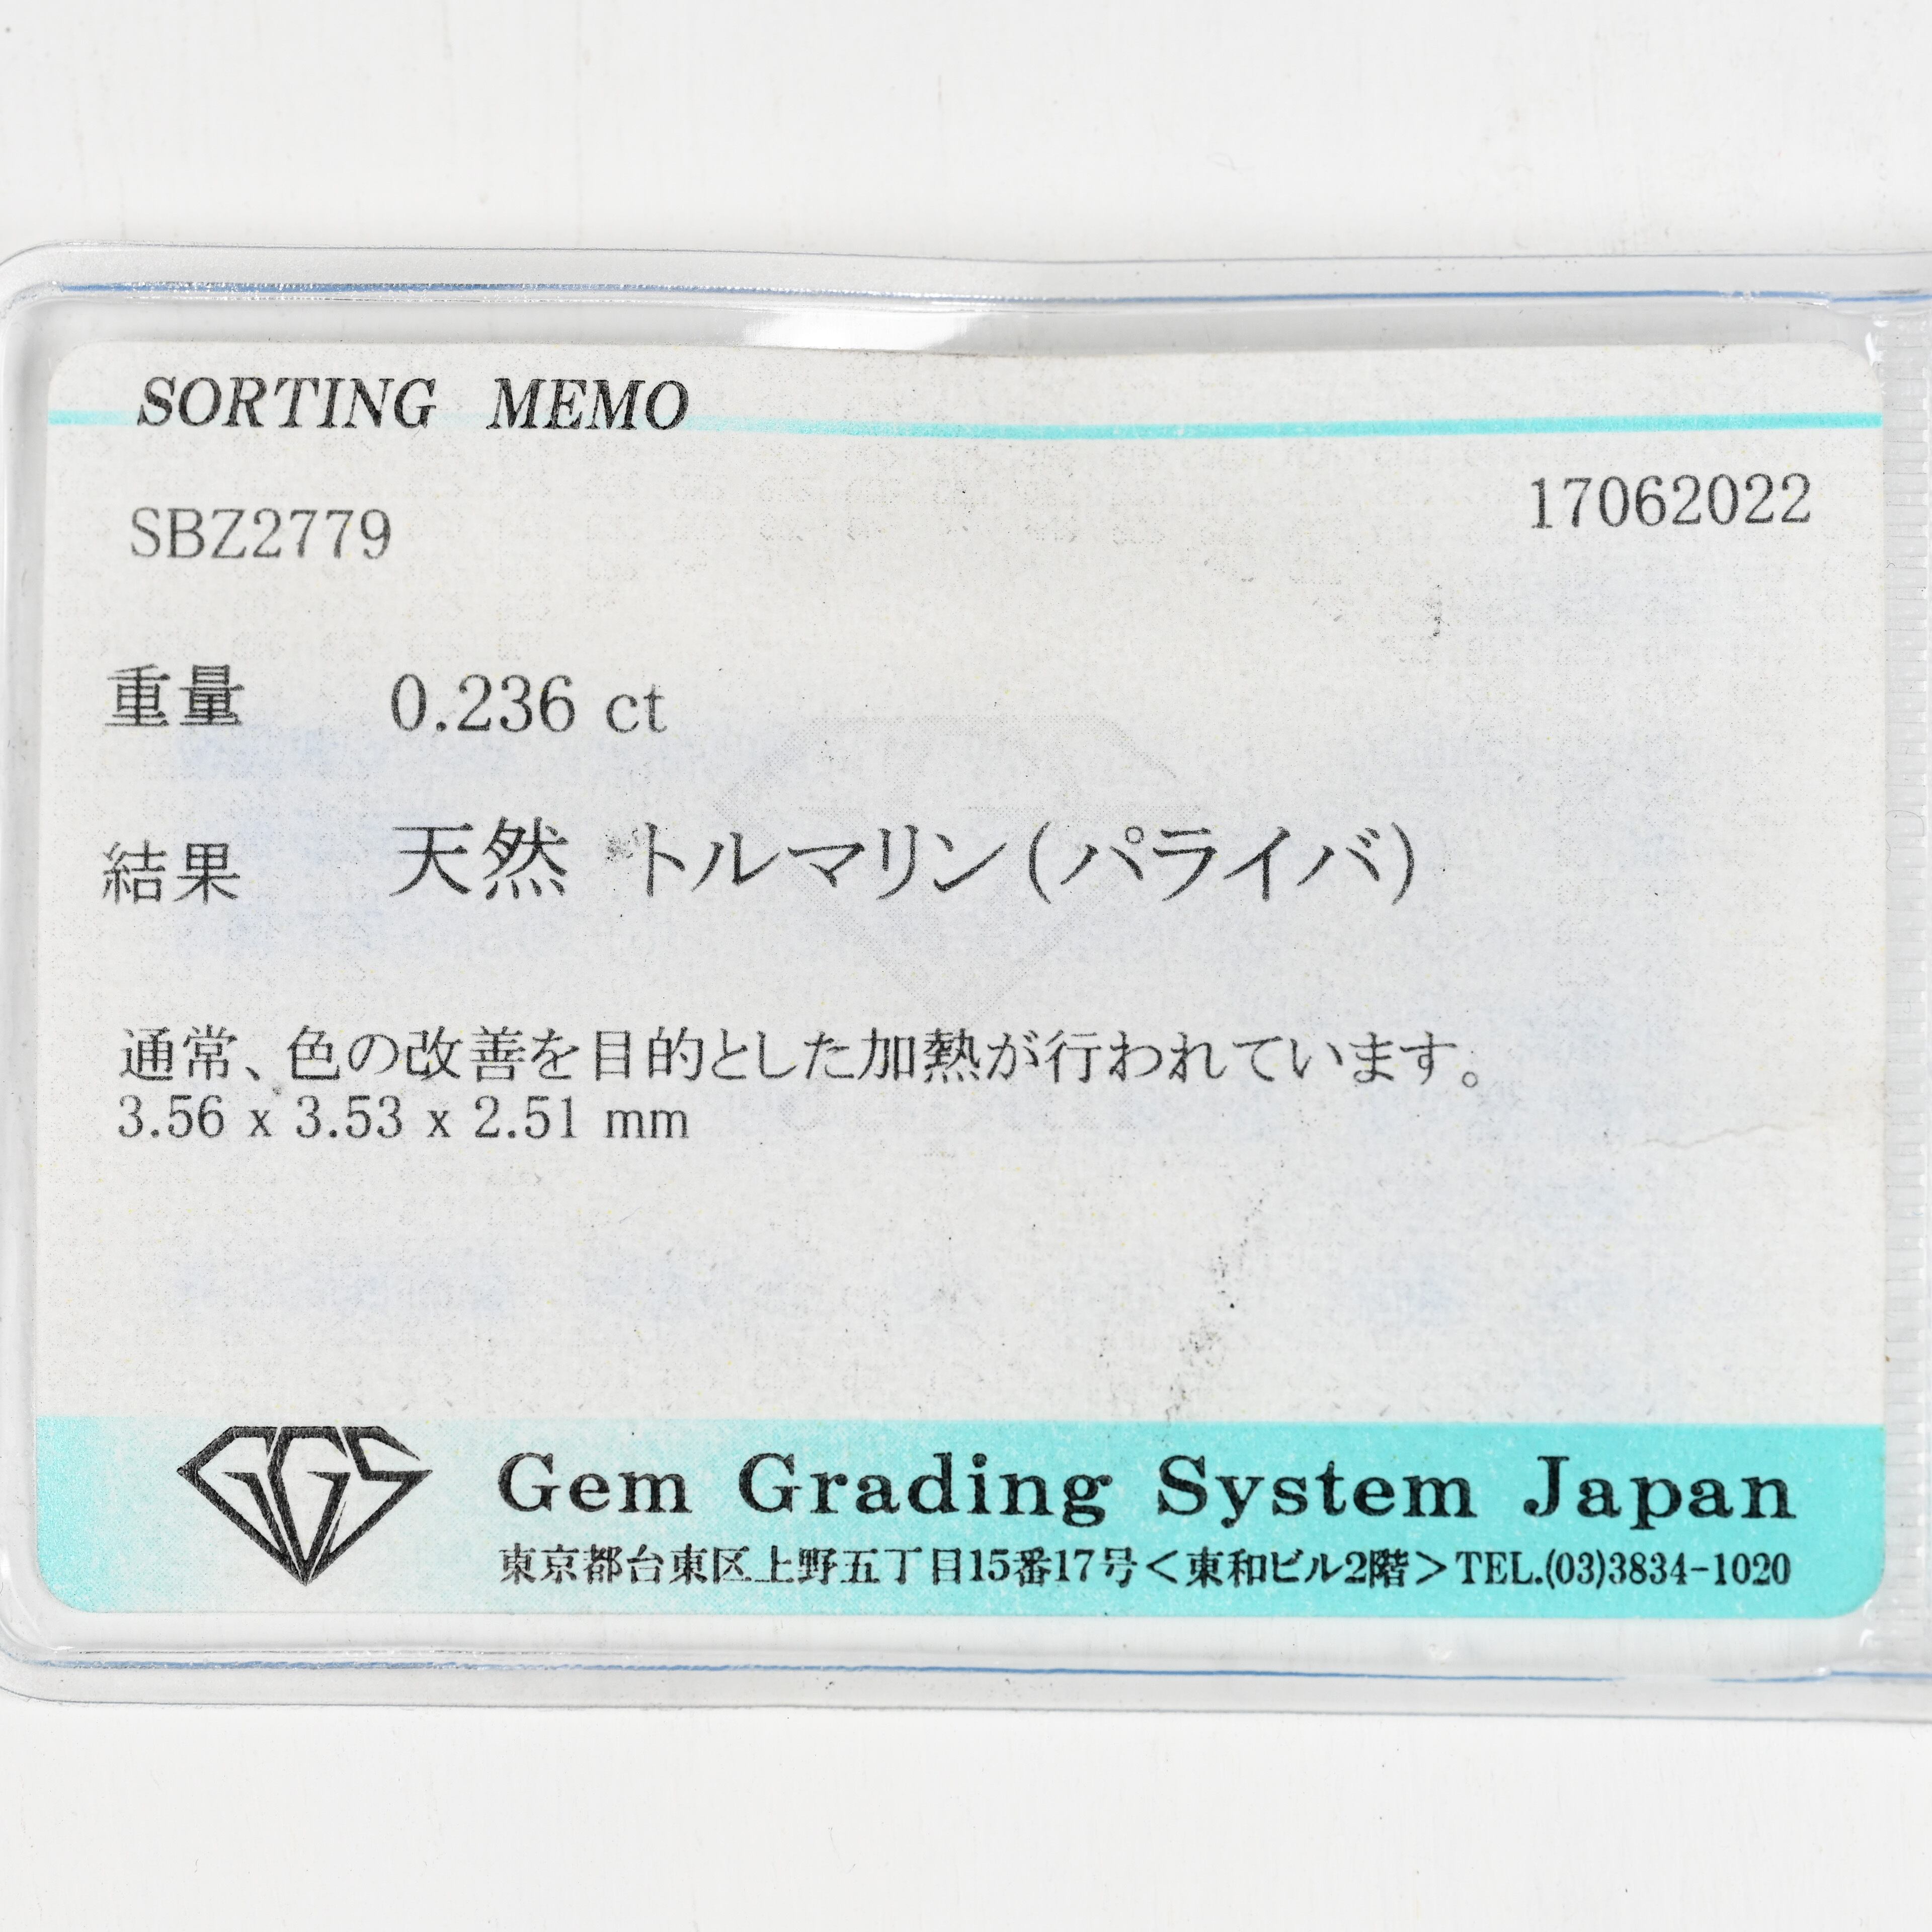 SORTING MEMO
SBZ2779
17062022
重量 0.236 ct
結果 天然 トルマリン(パライバ)
通常、色の改善を目的とした加熱が行われています。
3.56 x 3.53 x 2.51 mm
GGS
Gem Grading System Japan
東京都台東区上野五丁目15番17号<東和ビル2階>TEL.(03)3834-1020